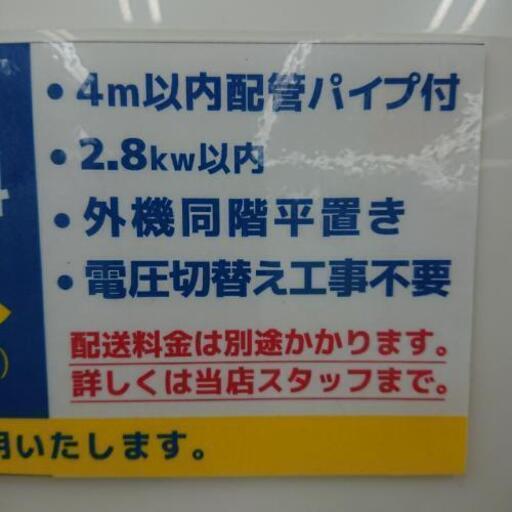 ・4m以内配管パイプ付
・2.8kw以内
・外機同階平置き
・電圧切替え工事不要
配送料金は別途かかります。
詳しくは当店スタッフまで。
いたします。